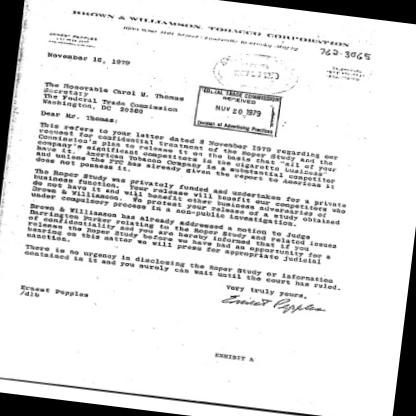 BROWN & WILLIAMSON TOBACCO CORPORATION
762-3065
ERNEST PEPPLES
November 16, 1979
The Honorable Carol M. Thomas
Secretary
The Federal Trade Commission
Washington, DC 20580
FEDERAL TRADE COMMISSION
RECEIVED
NOV 20 1979
Division of Advertising Practices
Dear Mr. Thomas:
This refers to your letter dated 8 November 1979 regarding our
request for confidential treatment of the Roper Study and the
Commission's plan to release it on the basis that "all of your
company's significant competitors in the cigarette business"
have it. American Tobacco Company is a substantial competitor
and unless the FTC has already given the report to American it
does not possess it.
The Roper Study was privately funded and undertaken for a private
business function. Your release will benefit our competitors who
do not have it and will benefit other business adversaries of
Brown & Williamson. We protest your release of a study obtained
under compulsory process in a non-public investigation.
Brown & Williamson has already addressed a motion to Judge
Barrington Parker relating to the Roper Study and related issues
of confidentiality and you are hereby informed that if you
release the Roper Study before we have had an opportunity for a
hearing on this matter we will press for appropriate judicial
sanction.
There is no urgency in disclosing the Roper Study or information
contained in it and you surely can wait until the court has ruled.
Very truly yours,
Ernest Pepples
Ernest Pepples
/dlb
EXHIBIT A